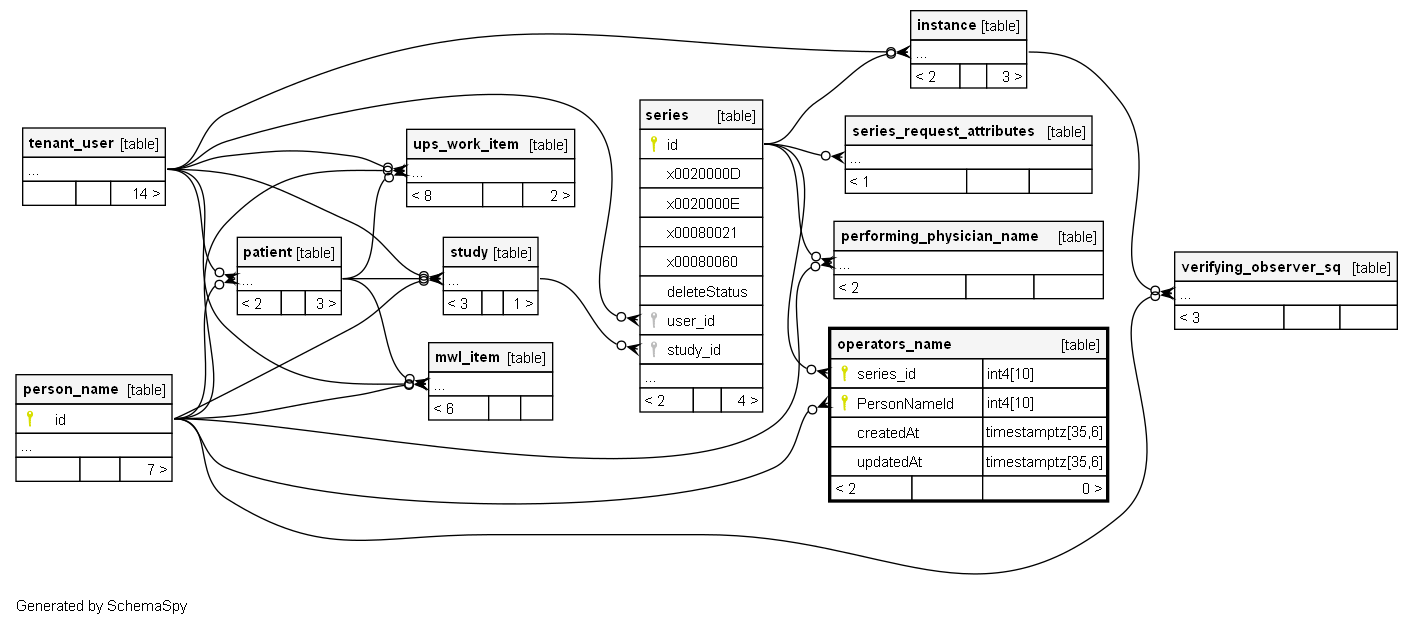 instance [table]
...
< 2 3 >
tenant_user [table]
...
14 >
ups_work_item [table]
...
< 8 2 >
series [table]
id
x0020000D
x0020000E
x00080021
x00080060
deleteStatus
user_id
study_id
...
< 2 4 >
series_request_attributes [table]
...
< 1
patient [table]
...
< 2 3 >
study [table]
...
< 3 1 >
performing_physician_name [table]
...
< 2
verifying_observer_sq [table]
...
< 3
mwl_item [table]
...
< 6
operators_name [table]
series_id int4[10]
PersonNameId int4[10]
createdAt timestamptz[35,6]
updatedAt timestamptz[35,6]
< 2 0 >
person_name [table]
id
...
7 >
Generated by SchemaSpy